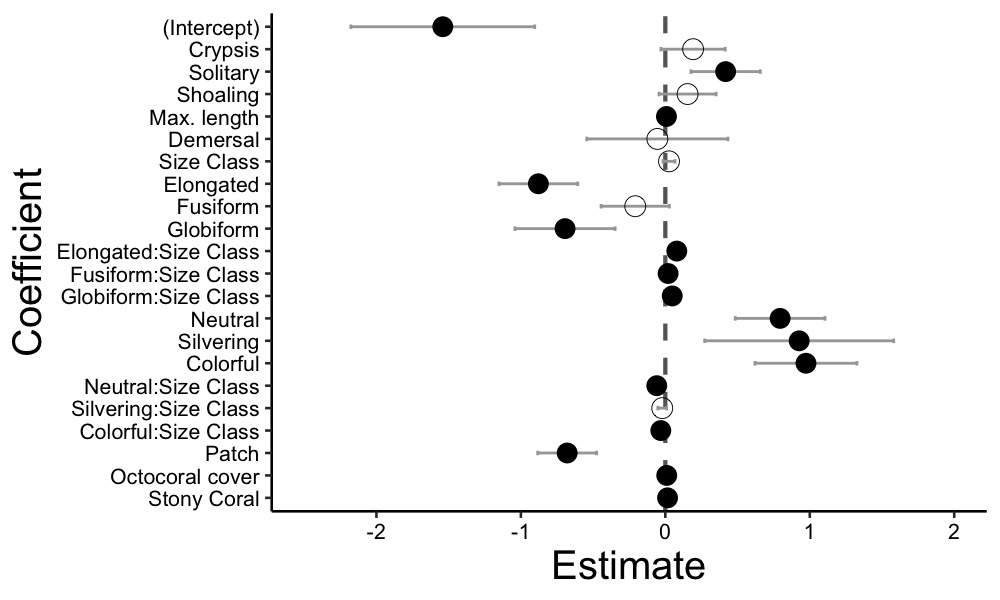 Coefficient
(Intercept)
Crypsis
Solitary
Shoaling
Max. length
Demersal
Size Class
Elongated
Fusiform
Globiform
Elongated:Size Class
Fusiform:Size Class
Globiform:Size Class
Neutral
Silvering
Colorful
Neutral:Size Class
Silvering:Size Class
Colorful:Size Class
Patch
Octocoral cover
Stony Coral
-2 -1 0 1 2
Estimate